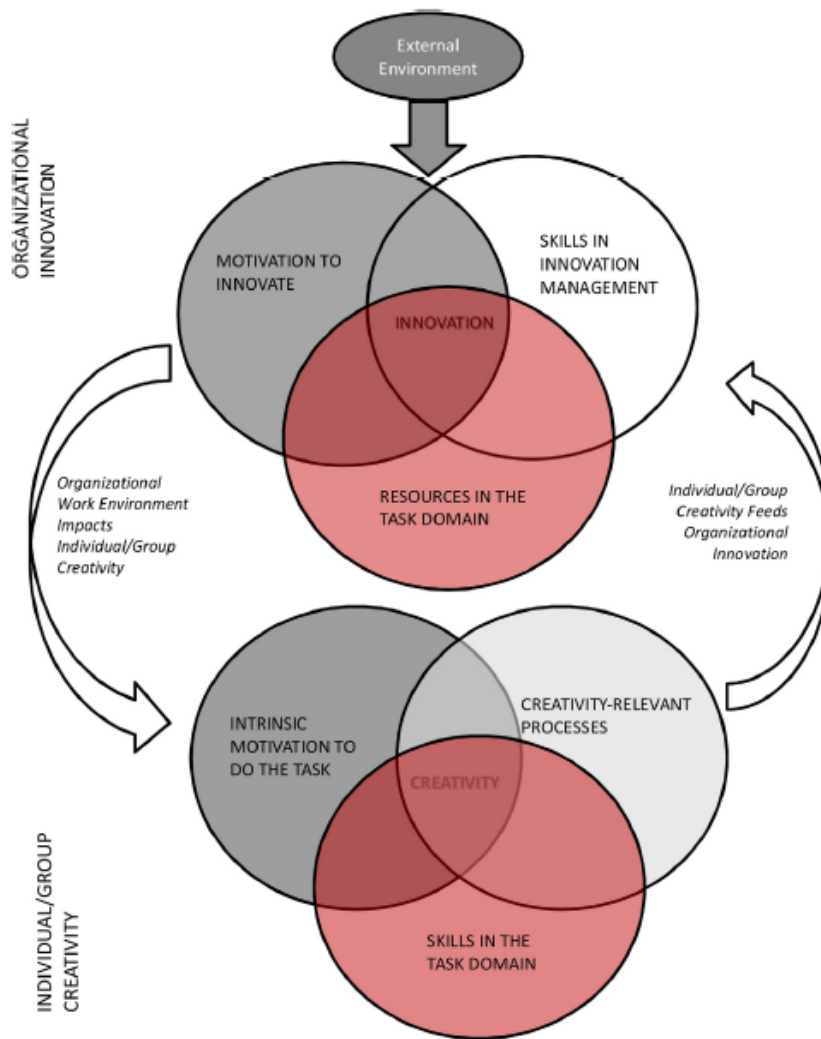 External
Environment
ORGANIZATIONAL
INNOVATION
MOTIVATION TO
INNOVATE
SKILLS IN
INNOVATION
MANAGEMENT
INNOVATION
RESOURCES IN THE
TASK DOMAIN
Organizational
Work Environment
Impacts
Individual/Group
Creativity
Individual/Group
Creativity Feeds
Organizational
Innovation
INTRINSIC
MOTIVATION TO
DO THE TASK
CREATIVITY-RELEVANT
PROCESSES
CREATIVITY
SKILLS IN THE
TASK DOMAIN
INDIVIDUAL/GROUP
CREATIVITY